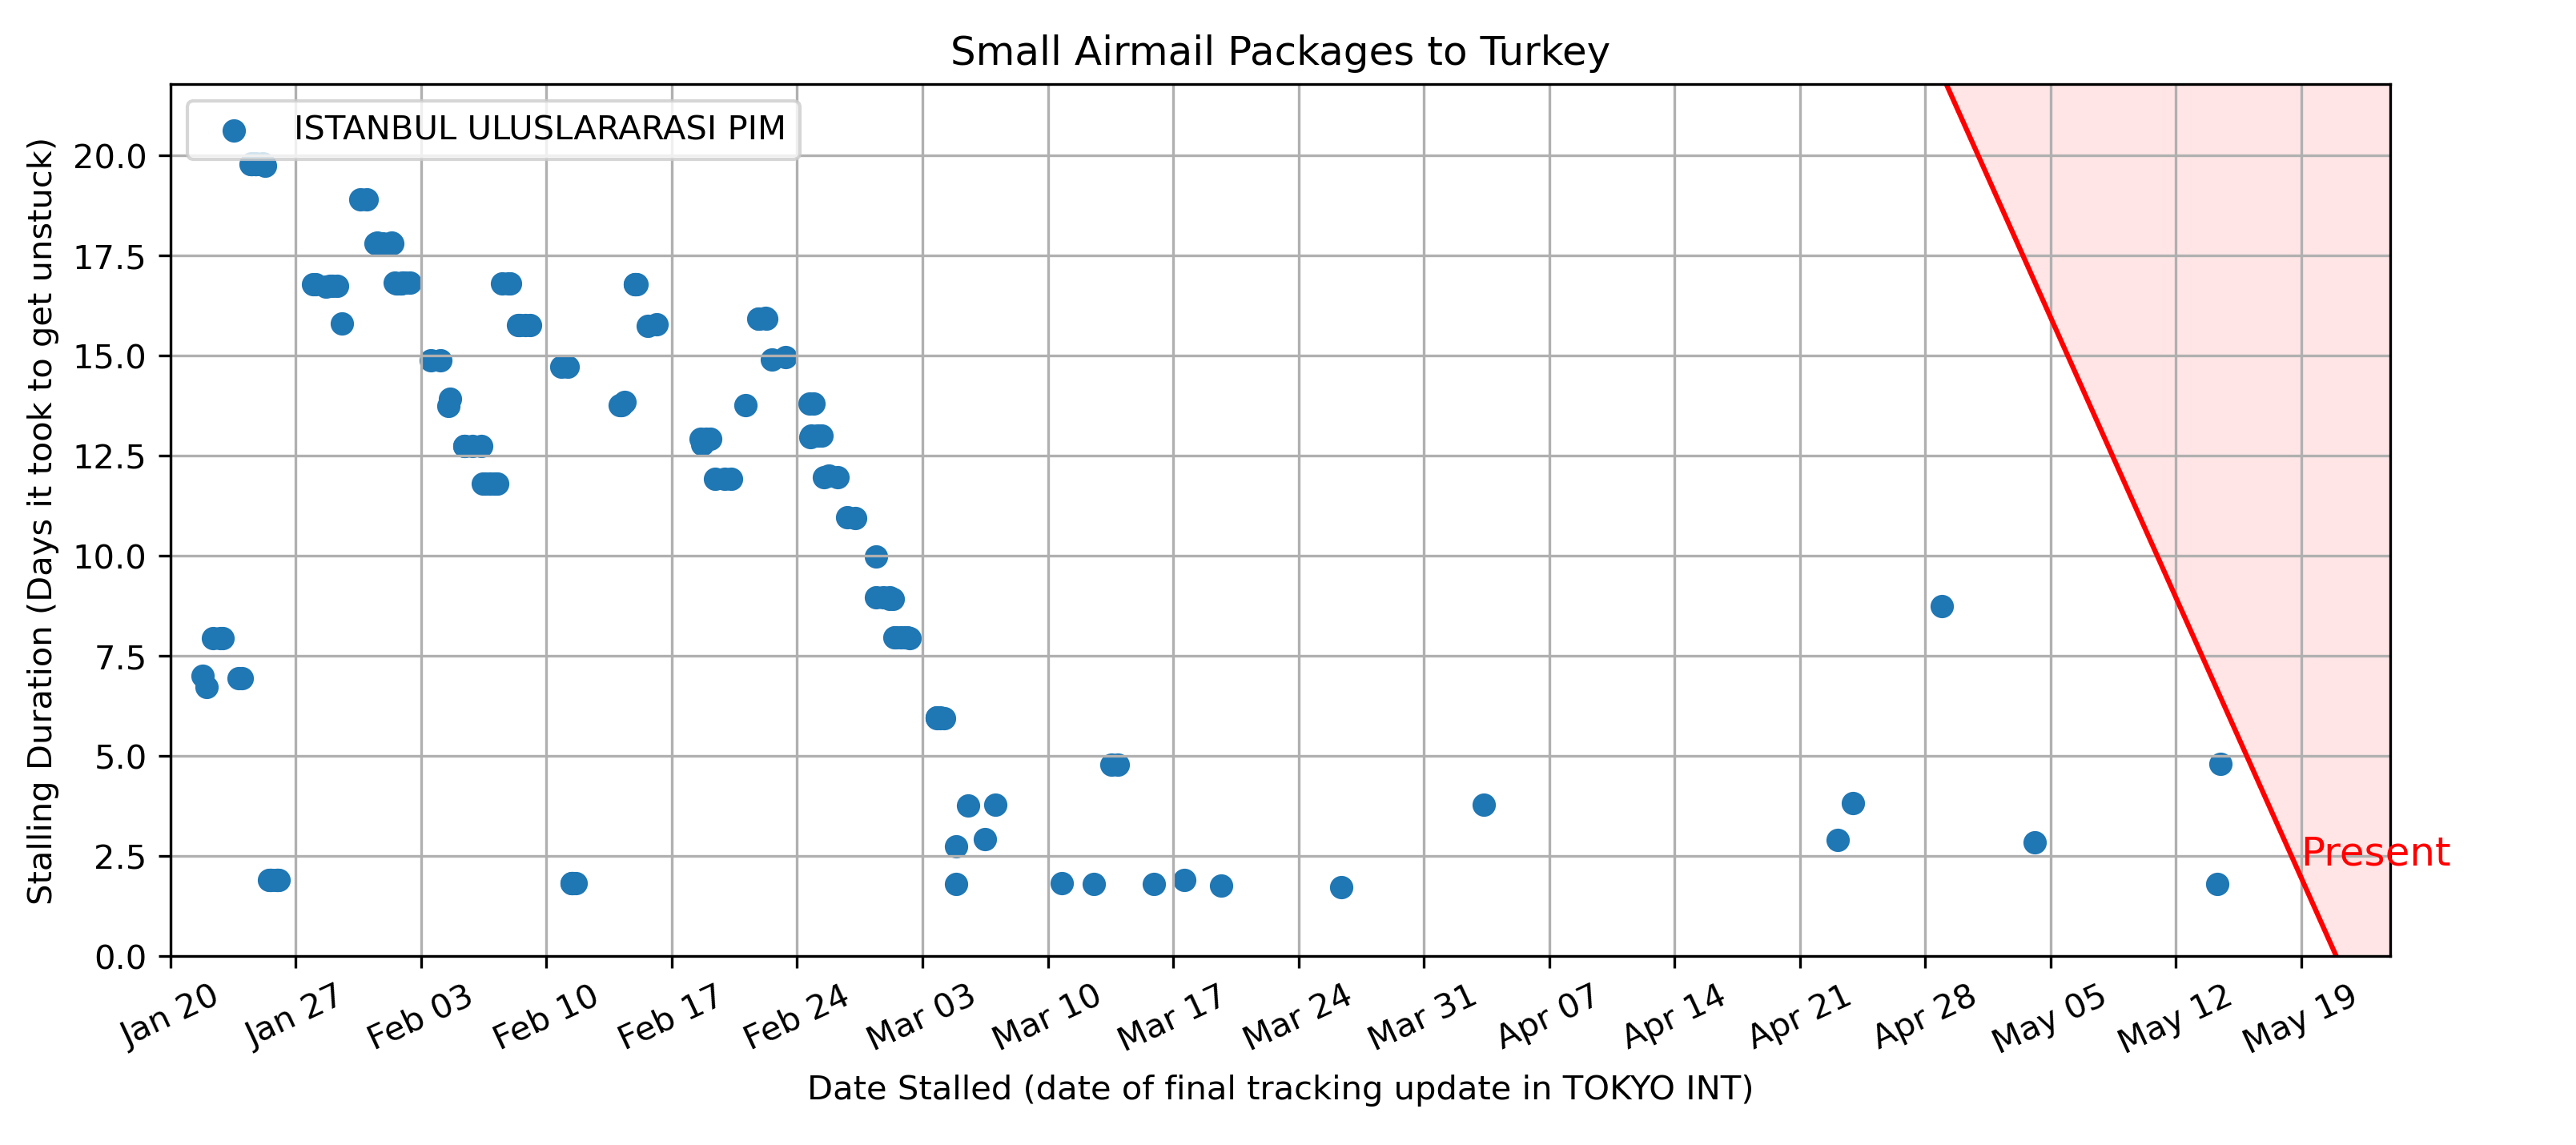 Small Airmail Packages to Turkey
ISTANBUL ULUSLARARASI PIM
Stalling Duration (Days it took to get unstuck)
20.0
17.5
15.0
12.5
10.0
7.5
5.0
2.5
0.0
Present
Jan 20
Jan 27
Feb 03
Feb 10
Feb 17
Feb 24
Mar 03
Mar 10
Mar 17
Mar 24
Mar 31
Apr 07
Apr 14
Apr 21
Apr 28
May 05
May 12
May 19
Date Stalled (date of final tracking update in TOKYO INT)